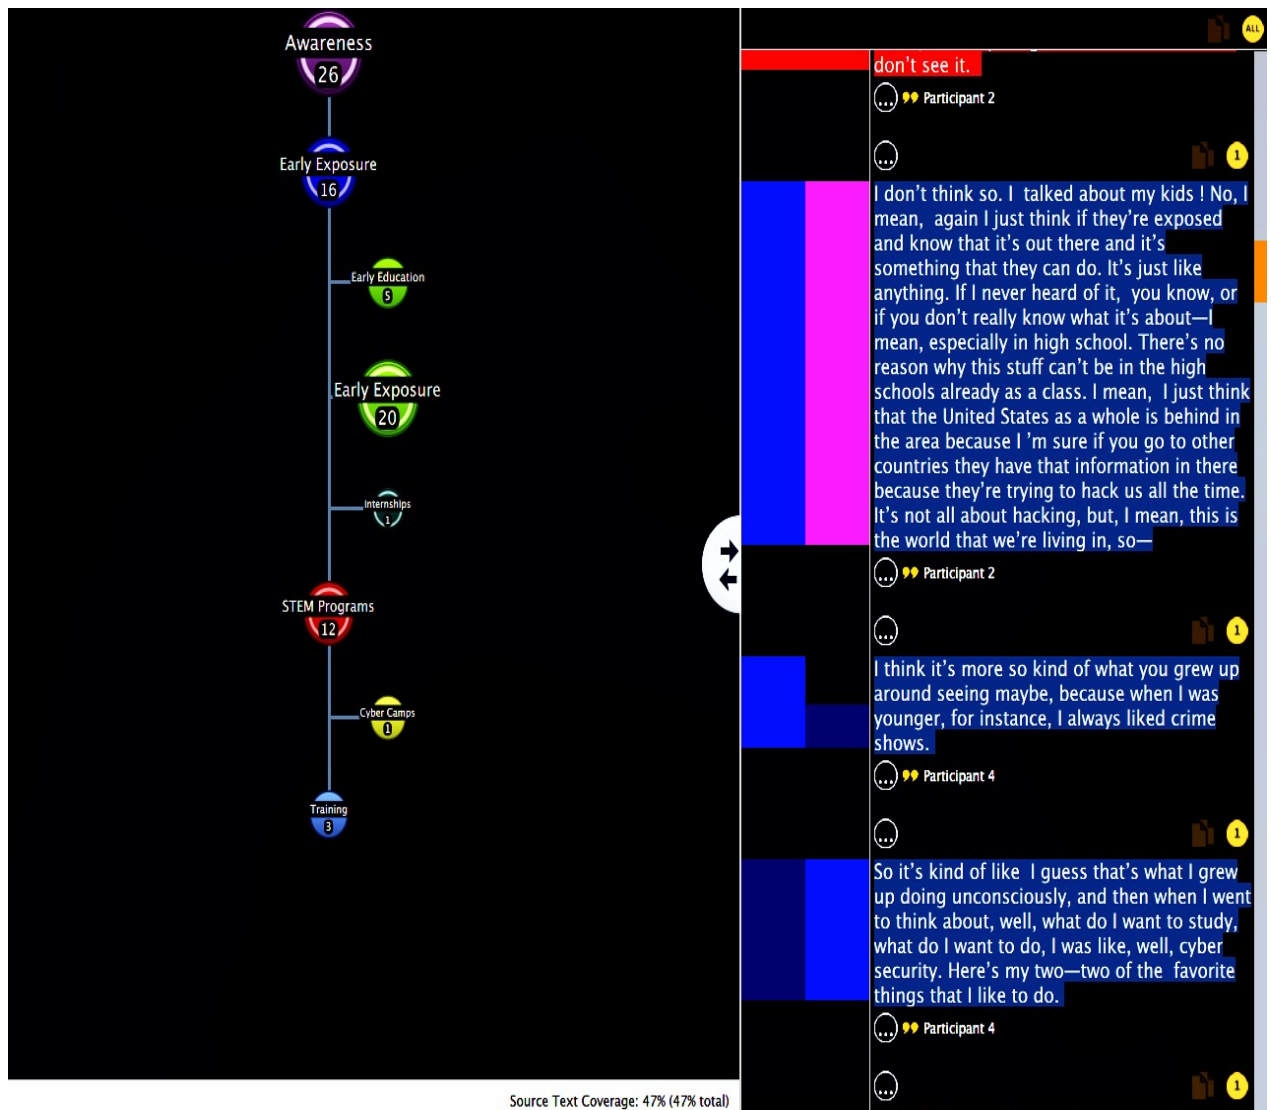 Awareness
26
Early Exposure
16
Early Education
5
Early Exposure
20
Internships
1
STEM Programs
12
Cyber Camps
1
Training
3
Source Text Coverage: 47% (47% total)
ALL
don't see it.
Participant 2
1
I don't think so. I talked about my kids ! No, I
mean, again I just think if they're exposed
and know that it's out there and it's
something that they can do. It's just like
anything. If I never heard of it, you know, or
if you don't really know what it's about—I
mean, especially in high school. There's no
reason why this stuff can't be in the high
schools already as a class. I mean, I just think
that the United States as a whole is behind in
the area because I 'm sure if you go to other
countries they have that information in there
because they're trying to hack us all the time.
It's not all about hacking, but, I mean, this is
the world that we're living in, so—
Participant 2
1
I think it's more so kind of what you grew up
around seeing maybe, because when I was
younger, for instance, I always liked crime
shows.
Participant 4
1
So it's kind of like I guess that's what I grew
up doing unconsciously, and then when I went
to think about, well, what do I want to study,
what do I want to do, I was like, well, cyber
security. Here's my two—two of the favorite
things that I like to do.
Participant 4
1